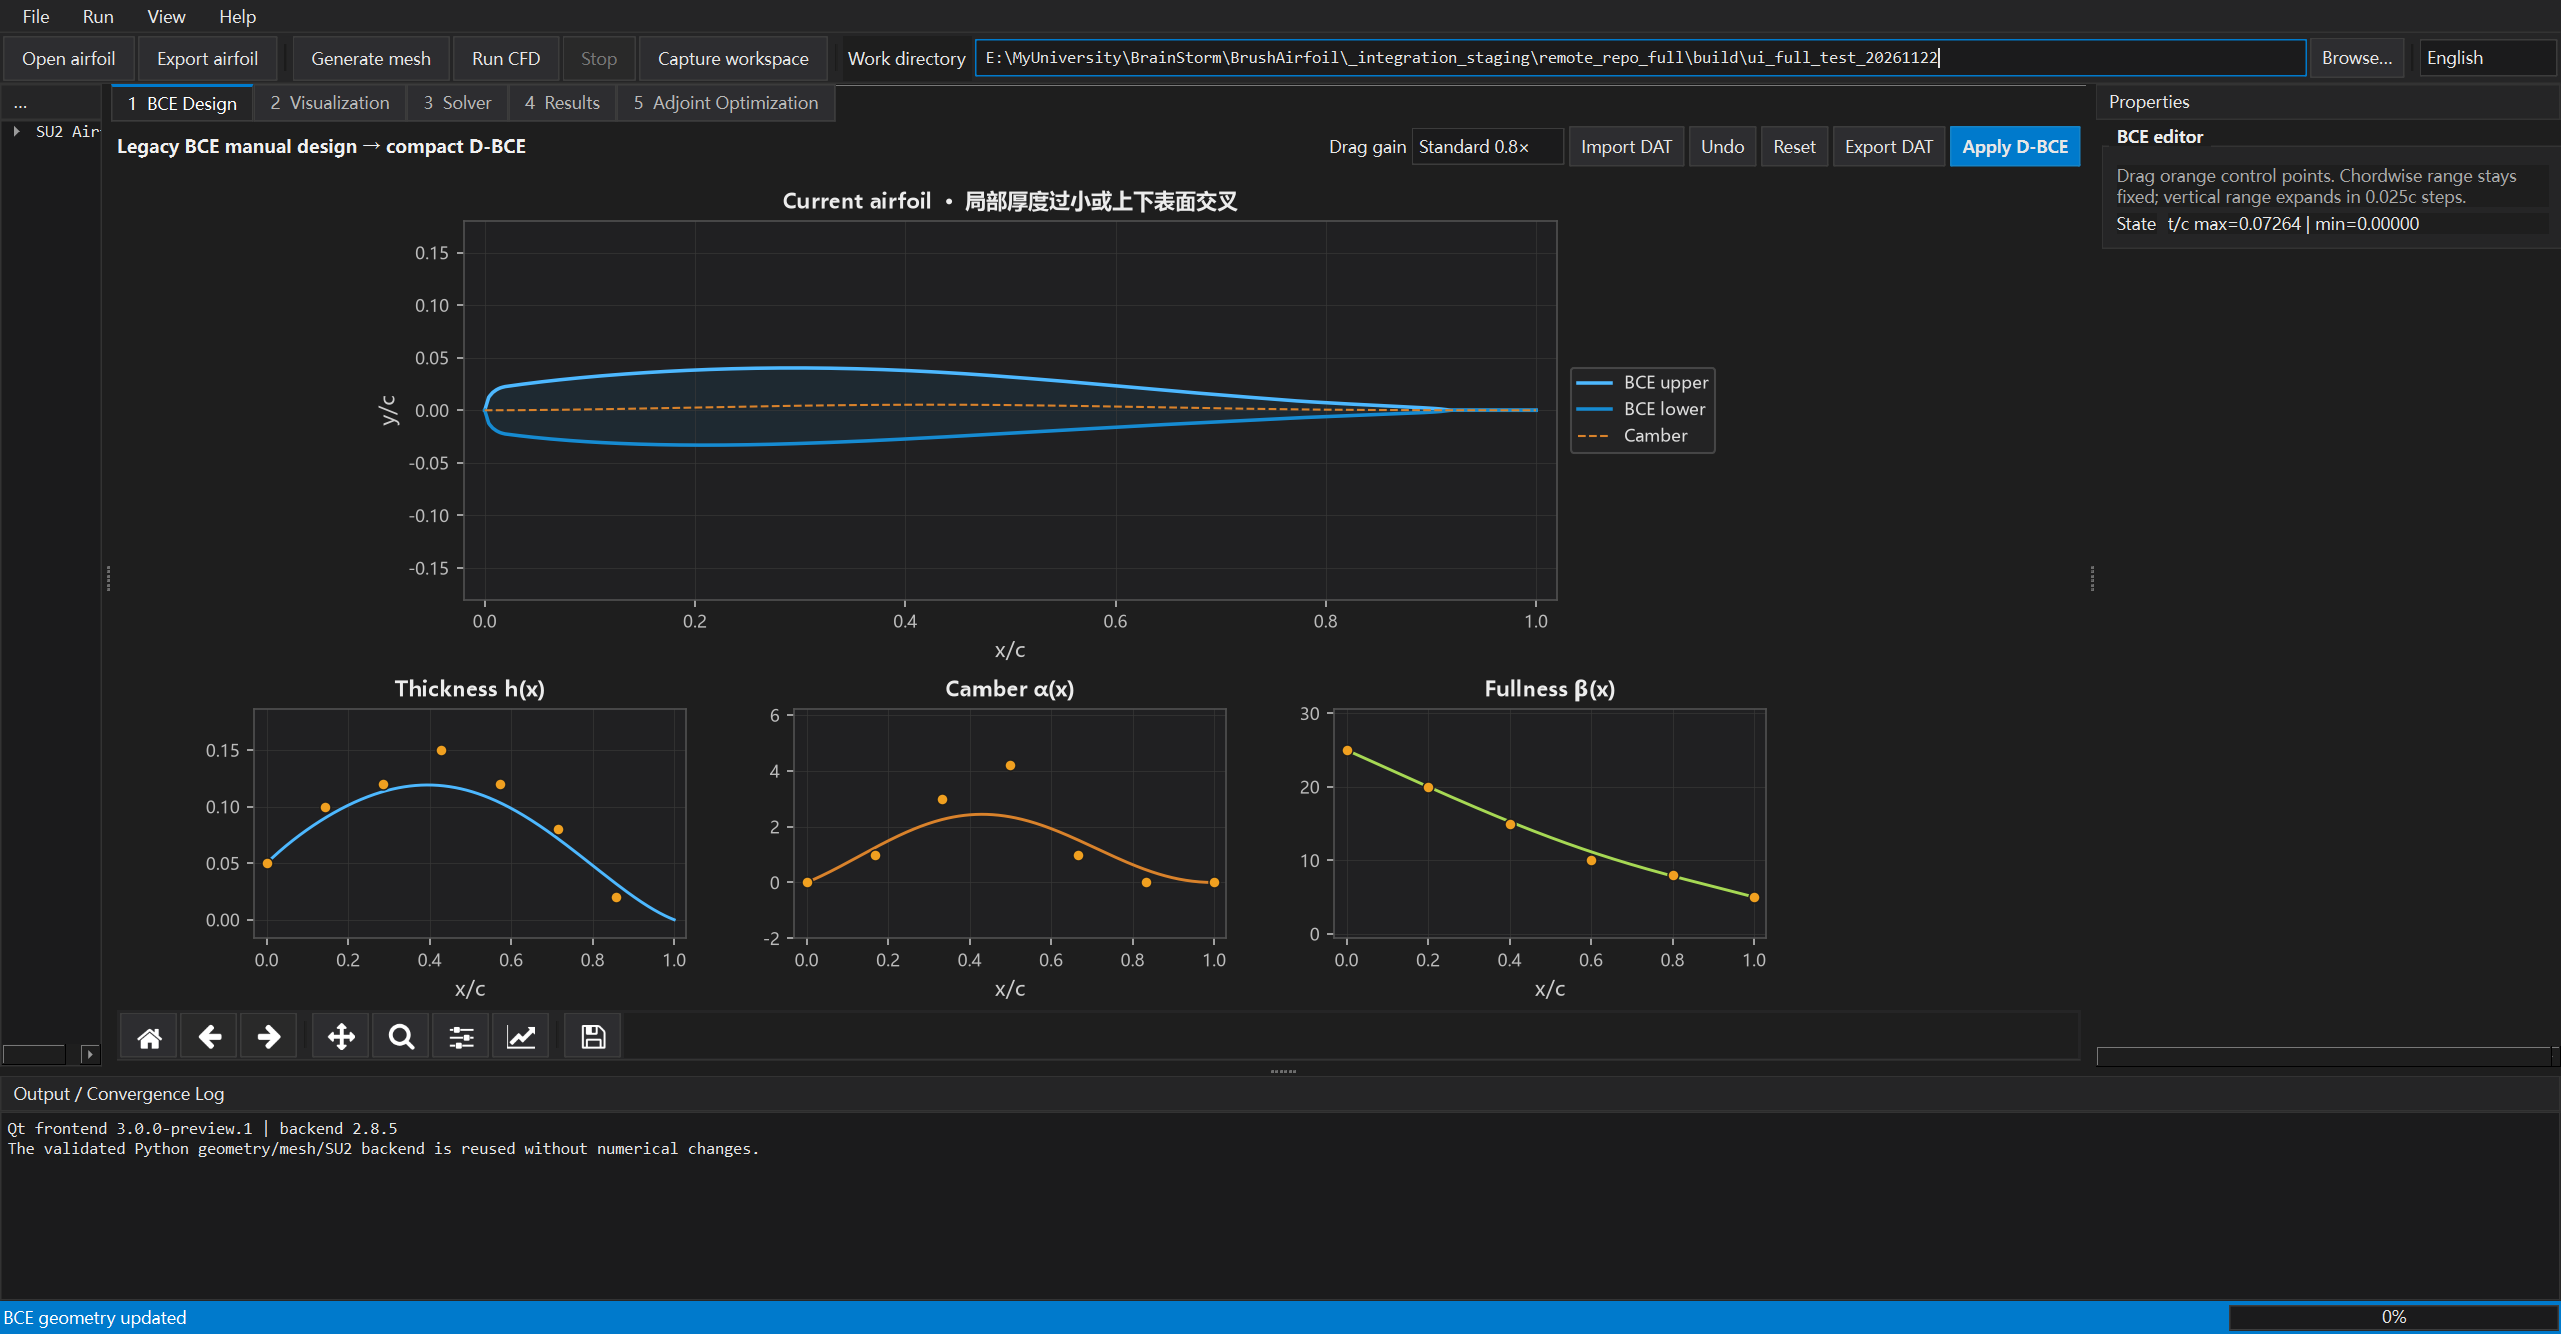 File Run View Help
Open airfoil Export airfoil Generate mesh Run CFD Stop Capture workspace Work directory E:\MyUniversity\BrainStorm\BrushAirfoil\_integration_staging\remote_repo_full\build\ui_full_test_20261122 Browse... English
...
SU2 Air
1 BCE Design 2 Visualization 3 Solver 4 Results 5 Adjoint Optimization
Legacy BCE manual design → compact D-BCE
Drag gain Standard 0.8× Import DAT Undo Reset Export DAT Apply D-BCE
Current airfoil • 局部厚度过小或上下表面交叉
0.15
0.10
0.05
0.00
-0.05
-0.10
-0.15
y/c
0.0 0.2 0.4 0.6 0.8 1.0
x/c
BCE upper
BCE lower
Camber
Thickness h(x)
0.15
0.10
0.05
0.00
0.0 0.2 0.4 0.6 0.8 1.0
x/c
Camber α(x)
6
4
2
0
-2
0.0 0.2 0.4 0.6 0.8 1.0
x/c
Fullness β(x)
30
20
10
0
0.0 0.2 0.4 0.6 0.8 1.0
x/c
Properties
BCE editor
Drag orange control points. Chordwise range stays
fixed; vertical range expands in 0.025c steps.
State t/c max=0.07264 | min=0.00000
Output / Convergence Log
Qt frontend 3.0.0-preview.1 | backend 2.8.5
The validated Python geometry/mesh/SU2 backend is reused without numerical changes.
BCE geometry updated
0%